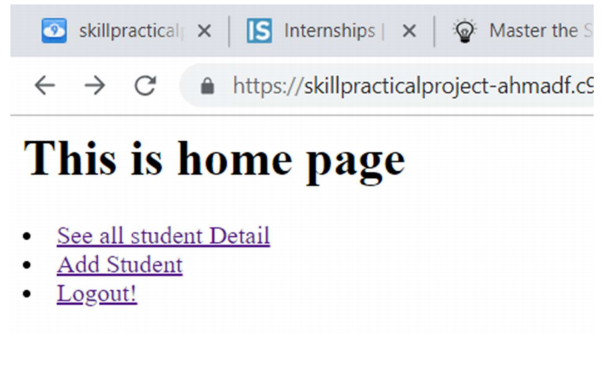 skillpractical
Internships |
Master the S
https://skillpracticalproject-ahmadf.c9
This is home page
See all student Detail
Add Student
Logout!